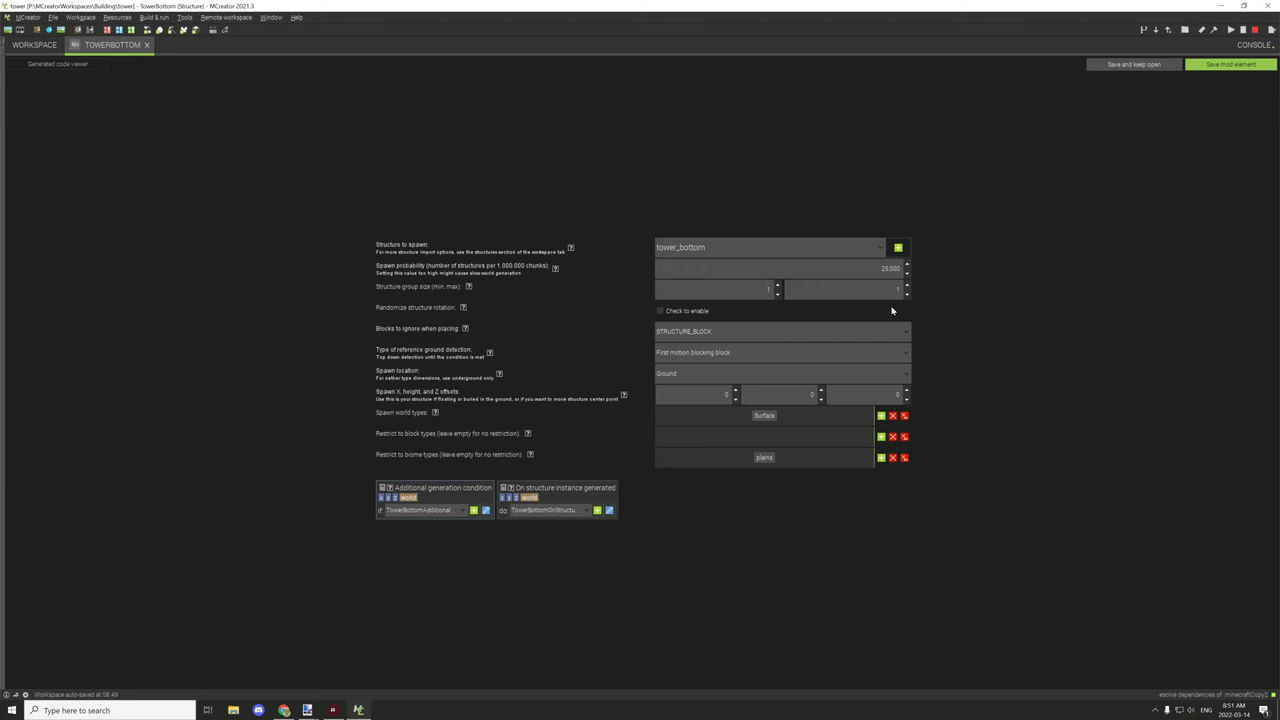 tower [P:\MCreatorWorkspaces\Building\tower] - TowerBottom (Structure) - MCreator 2021.3
MCreator File Workspace Resources Build & run Tools Remote workspace Window Help
WORKSPACE TOWERBOTTOM CONSOLE
Generated code viewer Save and keep open Save mod element
Structure to spawn: tower_bottom
For more structure import options, use the structures section of the workspace tab
Spawn probability (number of structures per 1.000.000 chunks): 25,000
Setting this value too high might cause slow world generation
Structure group size (min, max): 1 1
Randomize structure rotation: Check to enable
Blocks to ignore when placing: STRUCTURE_BLOCK
Type of reference ground detection: First motion blocking block
Top down detection until the condition is met
Spawn location: Ground
For nether type dimensions, use underground only
Spawn X, height, and Z offsets: 0 0 0
Use this is your structure if floating or buried in the ground, or if you want to move structure center point
Spawn world types: Surface
Restrict to block types (leave empty for no restriction):
Restrict to biome types (leave empty for no restriction): plains
Additional generation condition On structure instance generated
x y z world x y z world
if: TowerBottomAdditional... do: TowerBottomOnStructu...
Workspace auto-saved at 08:49 esolve dependencies of :minecraftCopy2
Type here to search ENG 8:51 AM
2022-03-14